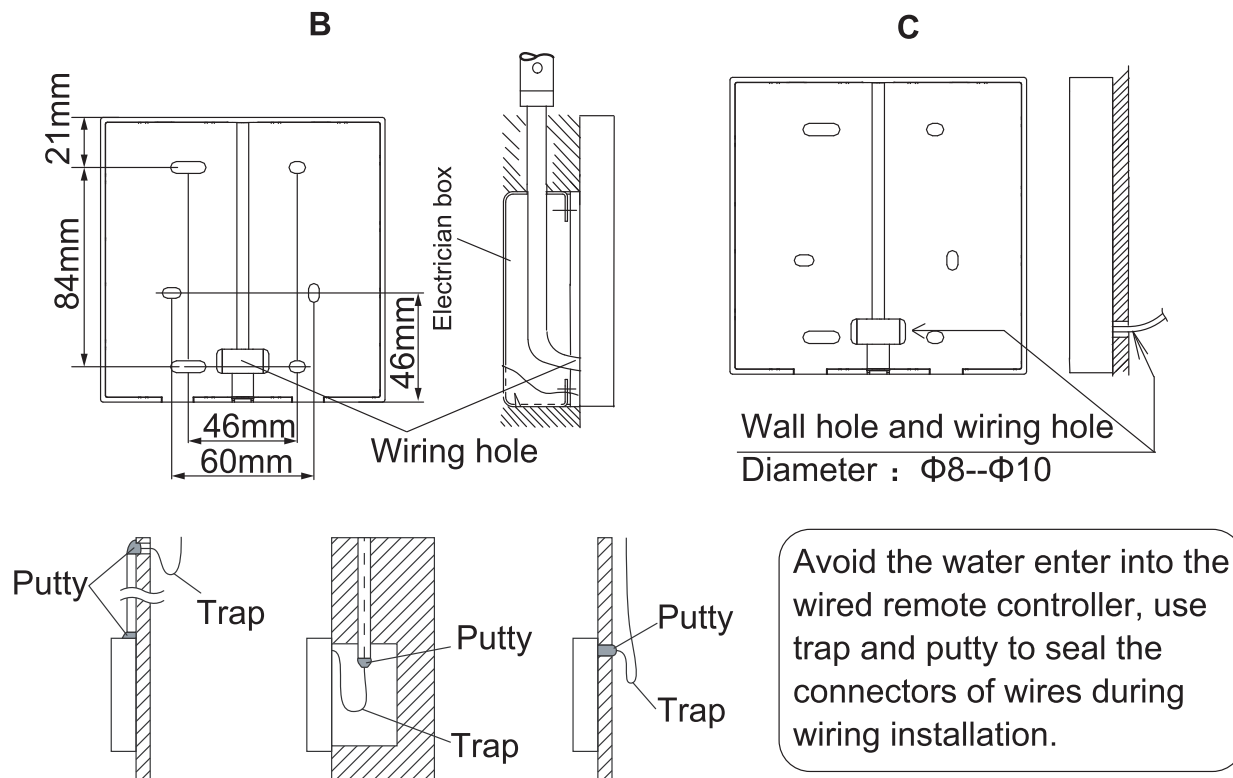 B
C
21mm
84mm
46mm
46mm
60mm
Electrician box
Wiring hole
Wall hole and wiring hole
Diameter : Φ8--Φ10
Putty
Trap
Putty
Trap
Putty
Trap
Avoid the water enter into the
wired remote controller, use
trap and putty to seal the
connectors of wires during
wiring installation.